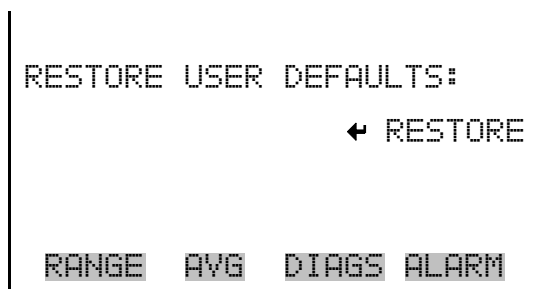 RESTORE USER DEFAULTS:
↵ RESTORE
RANGE AVG DIAGS ALARM